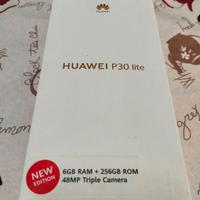 HUAWEI
HUAWEI P30 lite
NEW
EDITION
6GB RAM + 256GB ROM
48MP Triple Camera